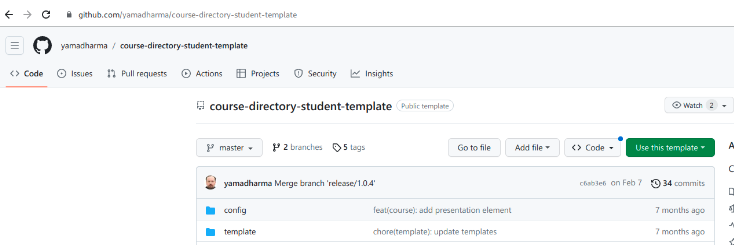 github.com/yamadharma/course-directory-student-template
yamadharma / course-directory-student-template
Code Issues Pull requests Actions Projects Security Insights
course-directory-student-template Public template Watch 2
master 2 branches 5 tags Go to file Add file Code Use this template
yamadharma Merge branch 'release/1.0.4' c6ab3e6 on Feb 7 34 commits
config feat(course): add presentation element 7 months ago
template chore(template): update templates 7 months ago